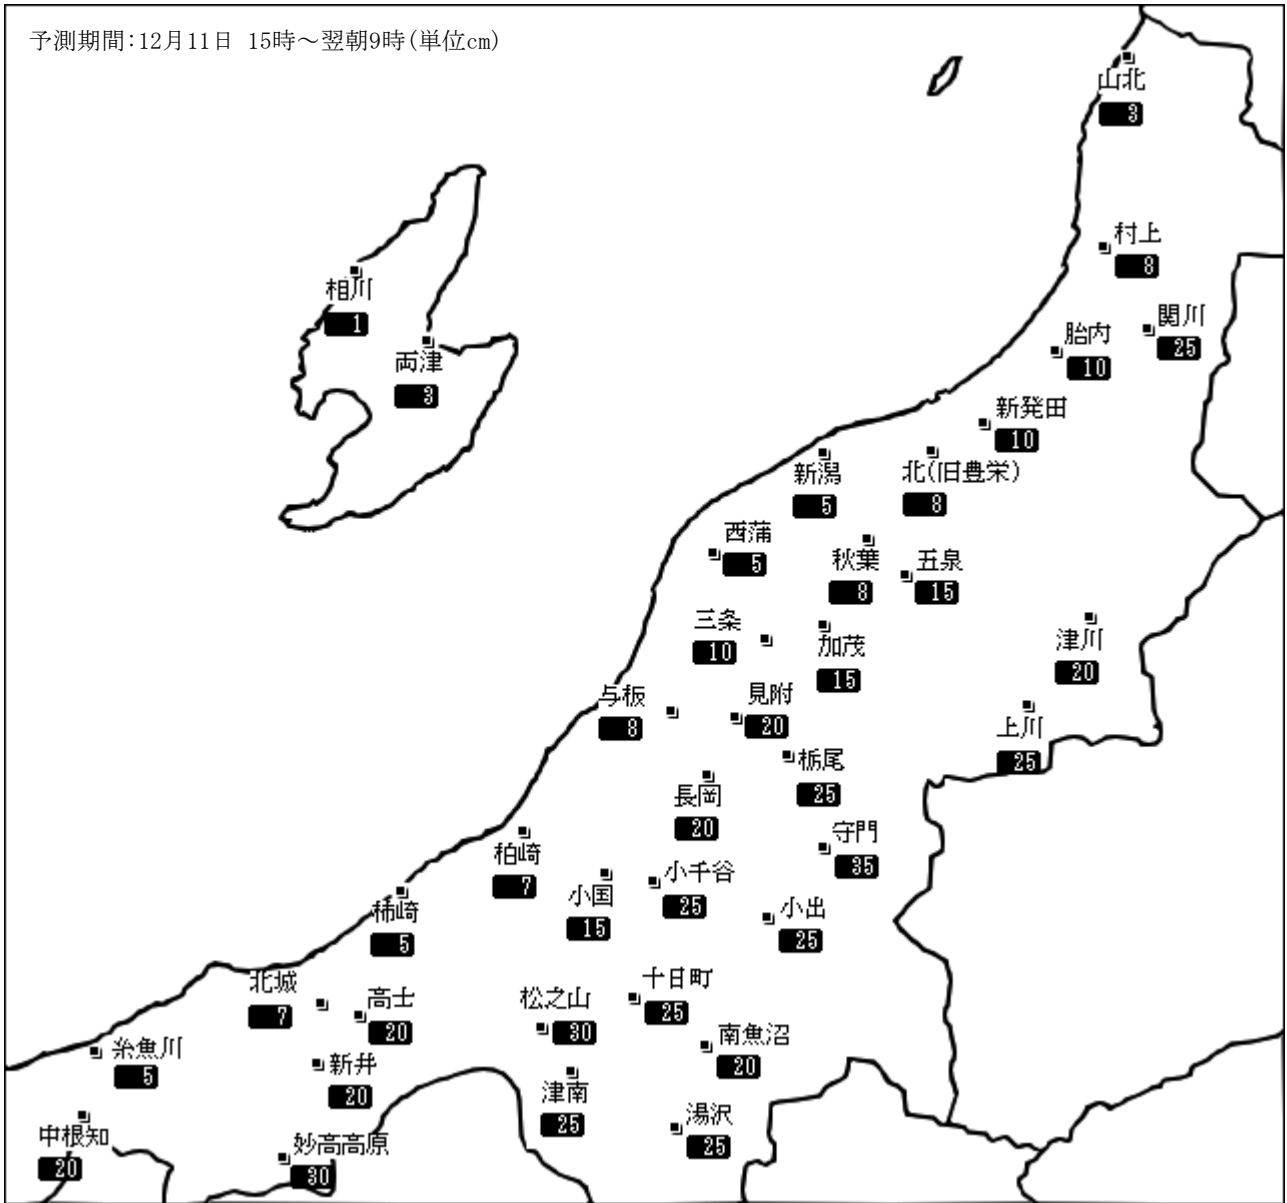 予測期間:12月11日 15時～翌朝9時(単位cm)
山北
3
村上
8
相川
1
両津
3
関川
25
胎内
10
新発田
10
新潟
5
北(旧豊栄)
8
西蒲
5
秋葉
8
五泉
15
三条
10
加茂
15
津川
20
与板
8
見附
20
上川
25
栃尾
25
長岡
20
守門
35
柏崎
7
小国
15
小千谷
25
小出
25
柿崎
5
北城
7
高士
20
松之山
30
十日町
25
南魚沼
20
糸魚川
5
新井
20
津南
25
湯沢
25
中根知
20
妙高高原
30